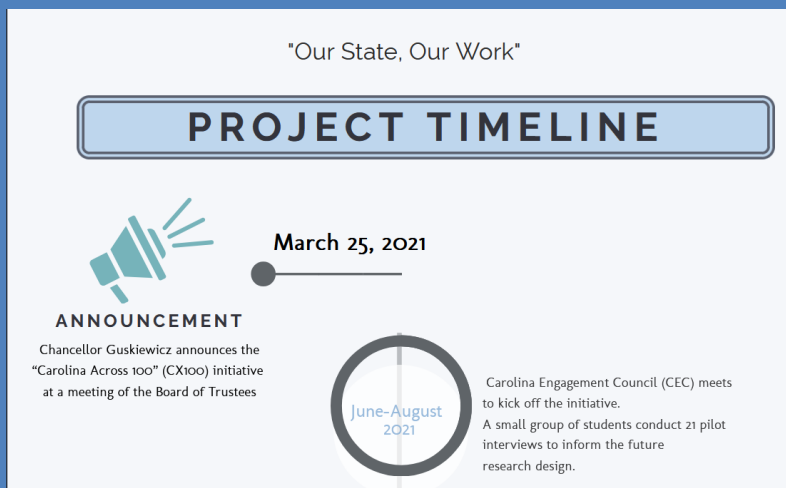 "Our State, Our Work"
PROJECT TIMELINE
March 25, 2021
ANNOUNCEMENT
Chancellor Guskiewicz announces the
“Carolina Across 100” (CX100) initiative
at a meeting of the Board of Trustees
June-August
2021
Carolina Engagement Council (CEC) meets
to kick off the initiative.
A small group of students conduct 21 pilot
interviews to inform the future
research design.